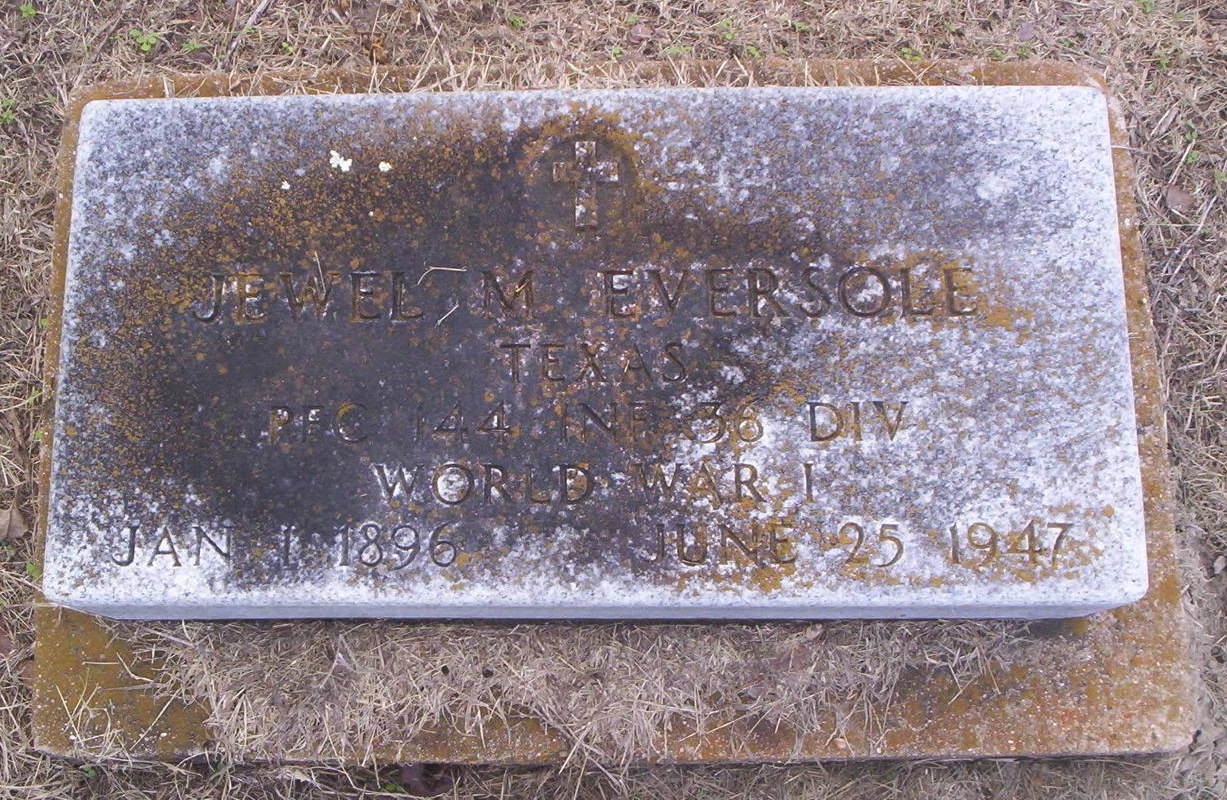 JEWEL M EVERSOLE
TEXAS
PFC 144 INF 36 DIV
WORLD WAR I
JAN 1 1896 JUNE 25 1947